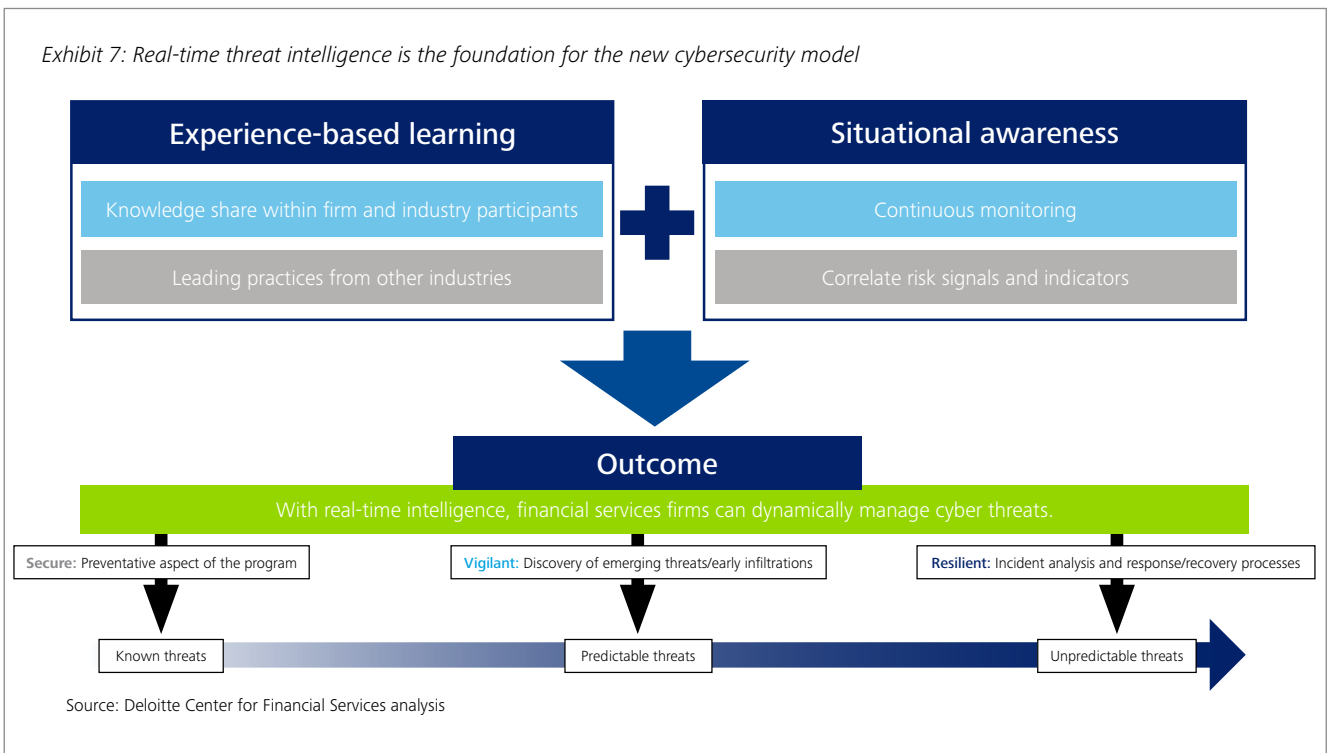 Exhibit 7: Real-time threat intelligence is the foundation for the new cybersecurity model
Experience-based learning
Knowledge share within firm and industry participants
Leading practices from other industries
Situational awareness
Continuous monitoring
Correlate risk signals and indicators
Outcome
With real-time intelligence, financial services firms can dynamically manage cyber threats.
Secure: Preventative aspect of the program
Vigilant: Discovery of emerging threats/early infiltrations
Resilient: Incident analysis and response/recovery processes
Known threats
Predictable threats
Unpredictable threats
Source: Deloitte Center for Financial Services analysis